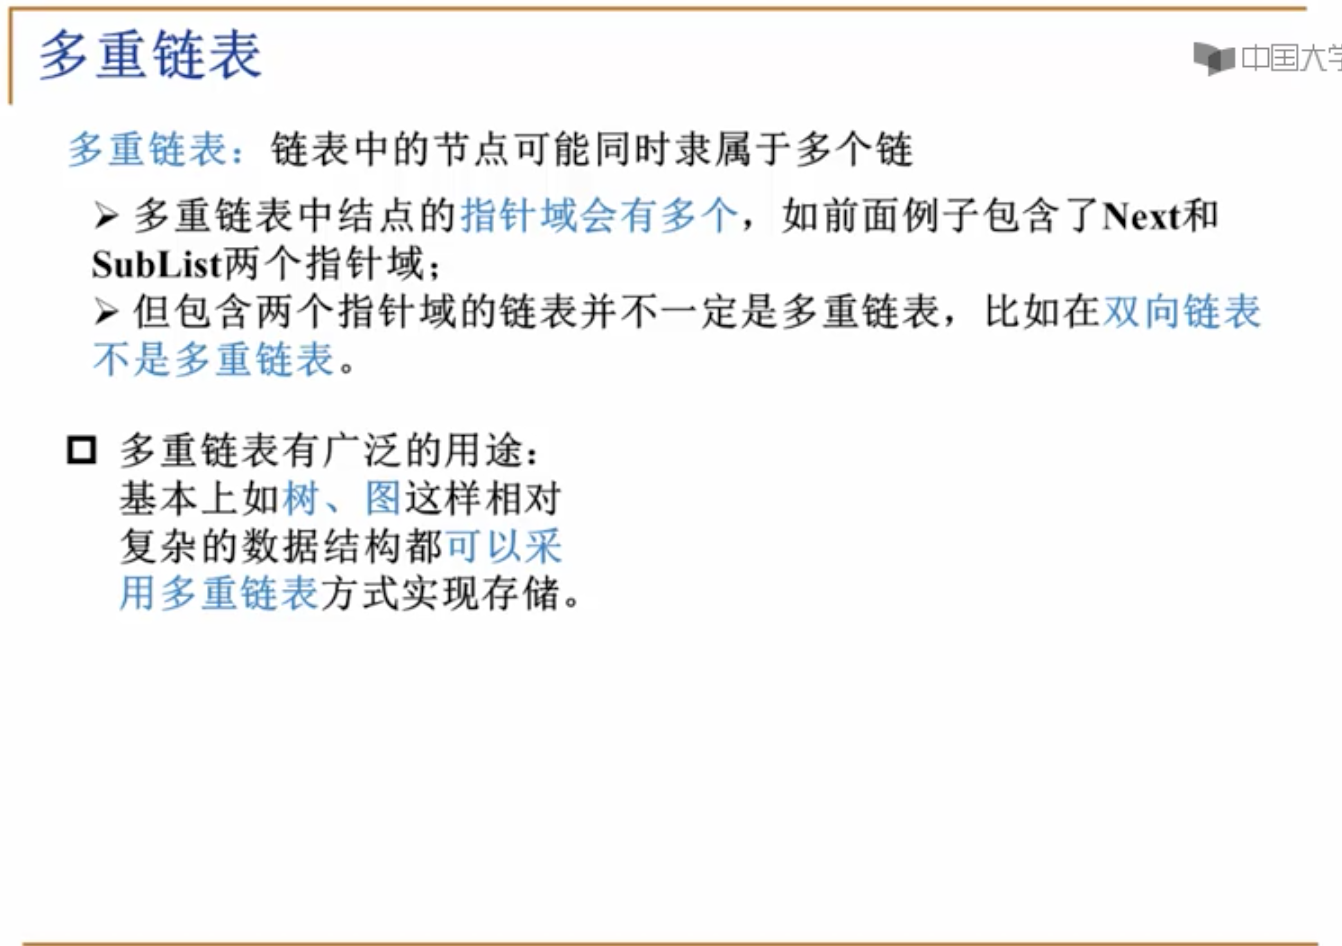 多重链表
中国大学
多重链表：链表中的节点可能同时隶属于多个链
➢ 多重链表中结点的指针域会有多个，如前面例子包含了Next和
SubList两个指针域；
➢ 但包含两个指针域的链表并不一定是多重链表，比如在双向链表
不是多重链表。
多重链表有广泛的用途：
基本上如树、图这样相对
复杂的数据结构都可以采
用多重链表方式实现存储。